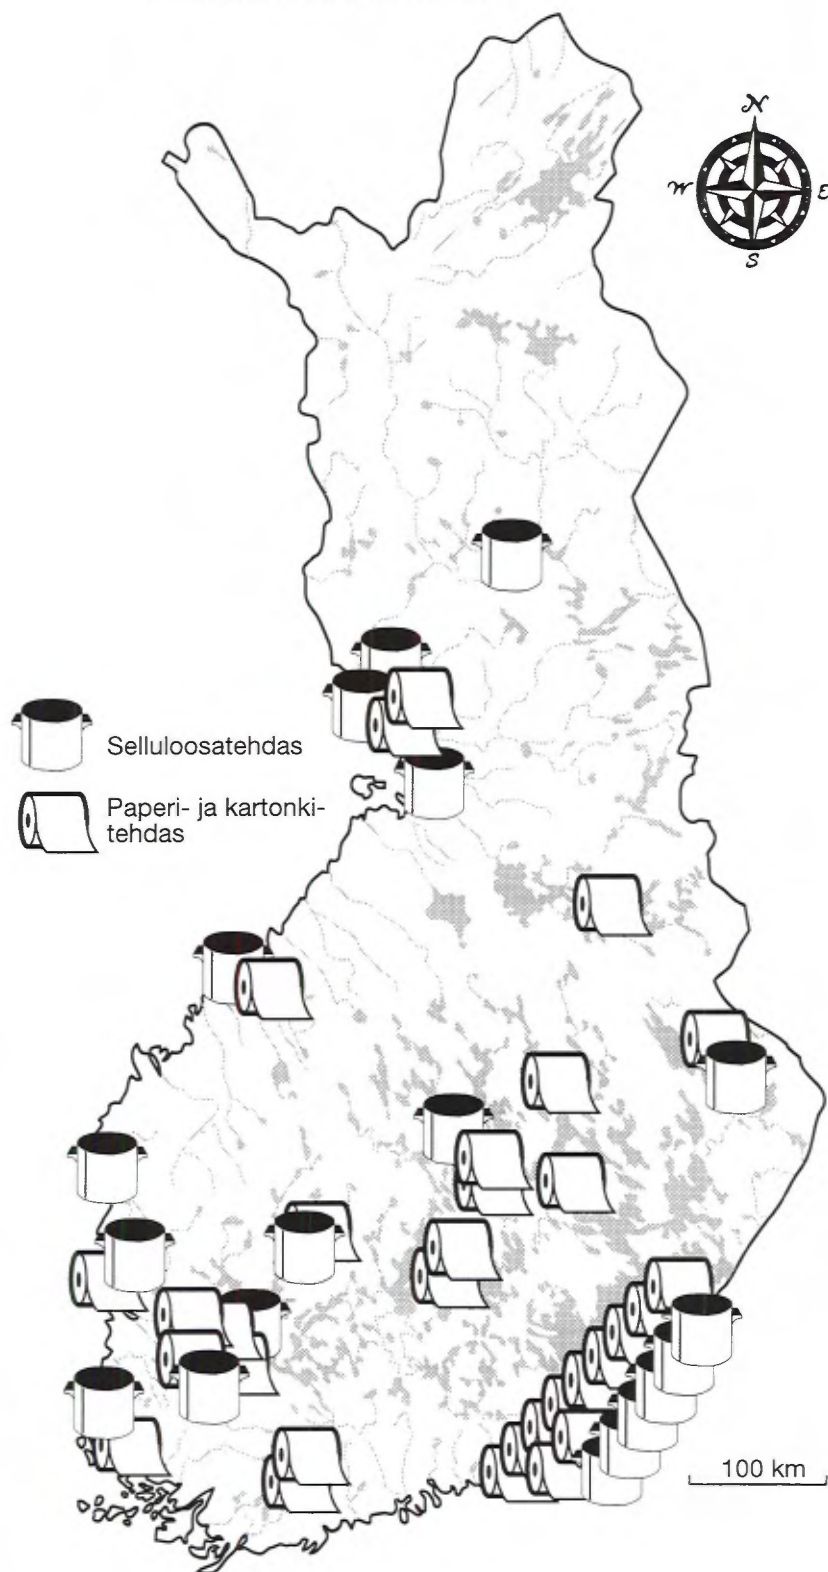 N
W E
S
Selluloosatehdas
Paperi- ja kartonki-
tehdas
100 km